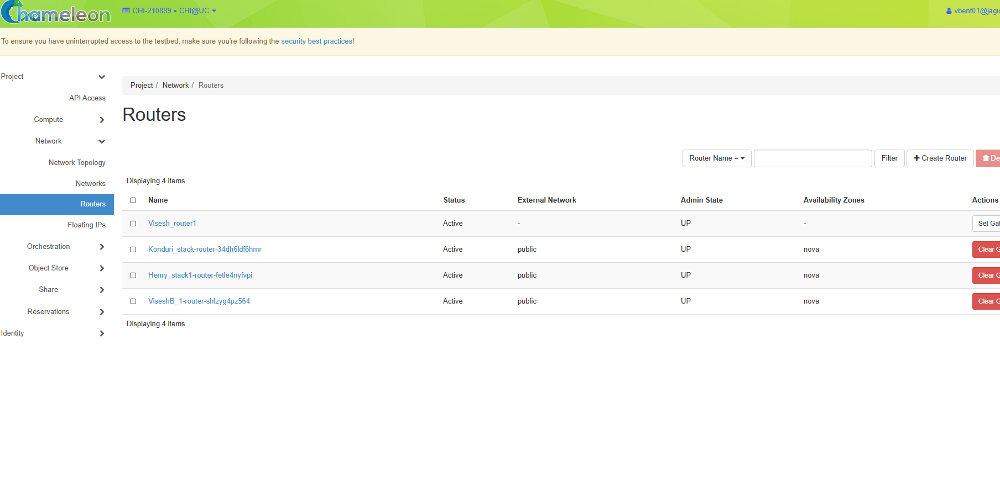 Chameleon
CHI-210889 • CHI@UC
vbent01@jagu
To ensure you have uninterrupted access to the testbed, make sure you're following the security best practices!
Project
API Access
Compute
Network
Network Topology
Networks
Routers
Floating IPs
Orchestration
Object Store
Share
Reservations
Identity
Project / Network / Routers
Routers
Router Name =
Filter
Create Router
De
Displaying 4 items
Name Status External Network Admin State Availability Zones Actions
Visesh_router1 Active - UP - Set Gat
Konduri_stack-router-34dh6ldf6hmr Active public UP nova Clear G
Henry_stack1-router-fetle4nyfvpi Active public UP nova Clear G
ViseshB_1-router-shlzyg4pz564 Active public UP nova Clear G
Displaying 4 items